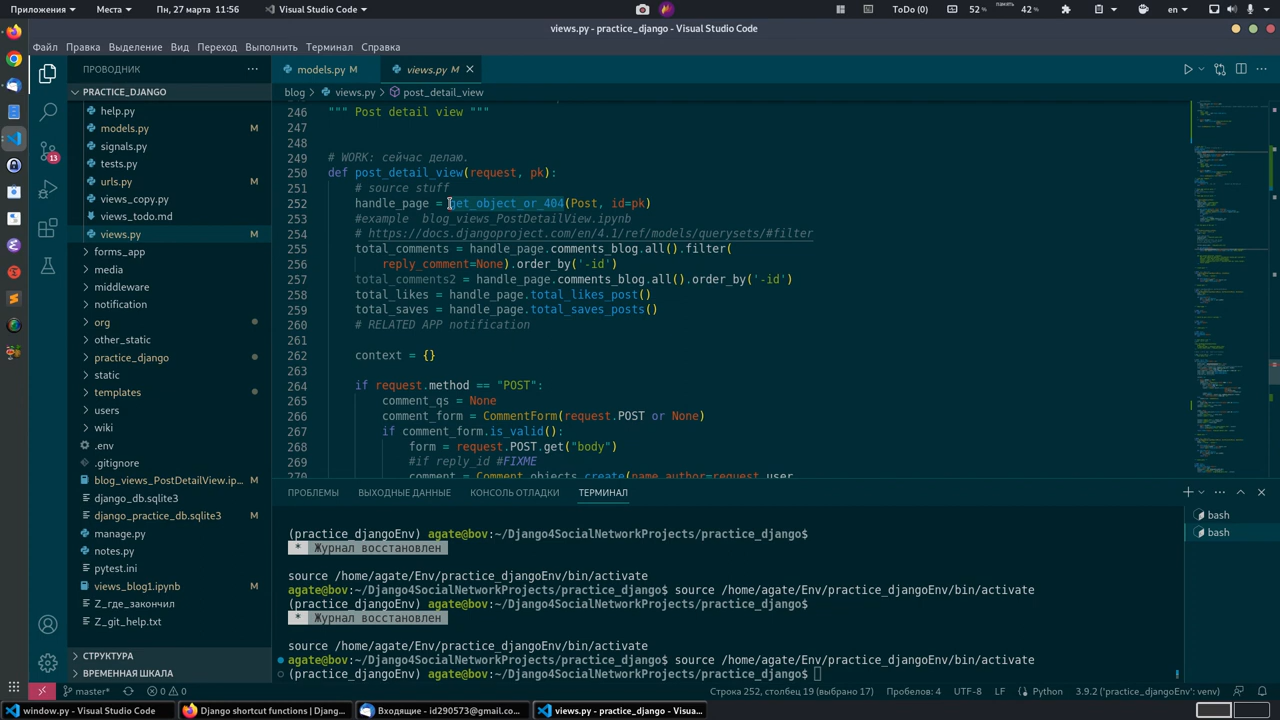 Приложения
Места
Пн, 27 марта 11:56
Visual Studio Code
ToDo (0)
52 %
память
42 %
en
views.py - practice_django - Visual Studio Code
Файл Правка Выделение Вид Переход Выполнить Терминал Справка
ПРОВОДНИК
PRACTICE_DJANGO
help.py
models.py M
signals.py
tests.py
urls.py M
views_copy.py
views_todo.md
views.py M
forms_app
media
middleware
notification
org
other_static
practice_django
static
templates
users
wiki
.env
.gitignore
blog_views_PostDetailView.ip... M
django_db.sqlite3
django_practice_db.sqlite3 M
manage.py
notes.py
pytest.ini
views_blog1.ipynb M
Z_где_закончил
Z_git_help.txt
СТРУКТУРА
ВРЕМЕННАЯ ШКАЛА
13
models.py M
views.py M
blog > views.py > post_detail_view
246 """ Post detail view """
247
248
249 # WORK: сейчас делаю.
250 def post_detail_view(request, pk):
251 # source stuff
252 handle_page = get_object_or_404(Post, id=pk)
253 #example blog_views_PostDetailView.ipynb
254 # https://docs.djangoproject.com/en/4.1/ref/models/querysets/#filter
255 total_comments = handle_page.comments_blog.all().filter(
256 reply_comment=None).order_by('-id')
257 total_comments2 = handle_page.comments_blog.all().order_by('-id')
258 total_likes = handle_page.total_likes_post()
259 total_saves = handle_page.total_saves_posts()
260 # RELATED APP notification
261
262 context = {}
263
264 if request.method == "POST":
265 comment_qs = None
266 comment_form = CommentForm(request.POST or None)
267 if comment_form.is_valid():
268 form = request.POST.get("body")
269 #if reply_id #FIXME
270 comment = Comment.objects.create(name_author=request.user,
ПРОБЛЕМЫ ВЫХОДНЫЕ ДАННЫЕ КОНСОЛЬ ОТЛАДКИ ТЕРМИНАЛ
(practice_djangoEnv) agate@bov:~/Django4SocialNetworkProjects/practice_django$
* Журнал восстановлен
source /home/agate/Env/practice_djangoEnv/bin/activate
agate@bov:~/Django4SocialNetworkProjects/practice_django$ source /home/agate/Env/practice_djangoEnv/bin/activate
(practice_djangoEnv) agate@bov:~/Django4SocialNetworkProjects/practice_django$
* Журнал восстановлен
source /home/agate/Env/practice_djangoEnv/bin/activate
agate@bov:~/Django4SocialNetworkProjects/practice_django$ source /home/agate/Env/practice_djangoEnv/bin/activate
(practice_djangoEnv) agate@bov:~/Django4SocialNetworkProjects/practice_django$
bash
bash
master*
0 0
Строка 252, столбец 19 (выбрано 17)
Пробелов: 4
UTF-8
LF
Python
3.9.2 ('practice_djangoEnv': venv)
window.py - Visual Studio Code
Django shortcut functions | Djang...
Входящие - id290573@gmail.co...
views.py - practice_django - Visua...